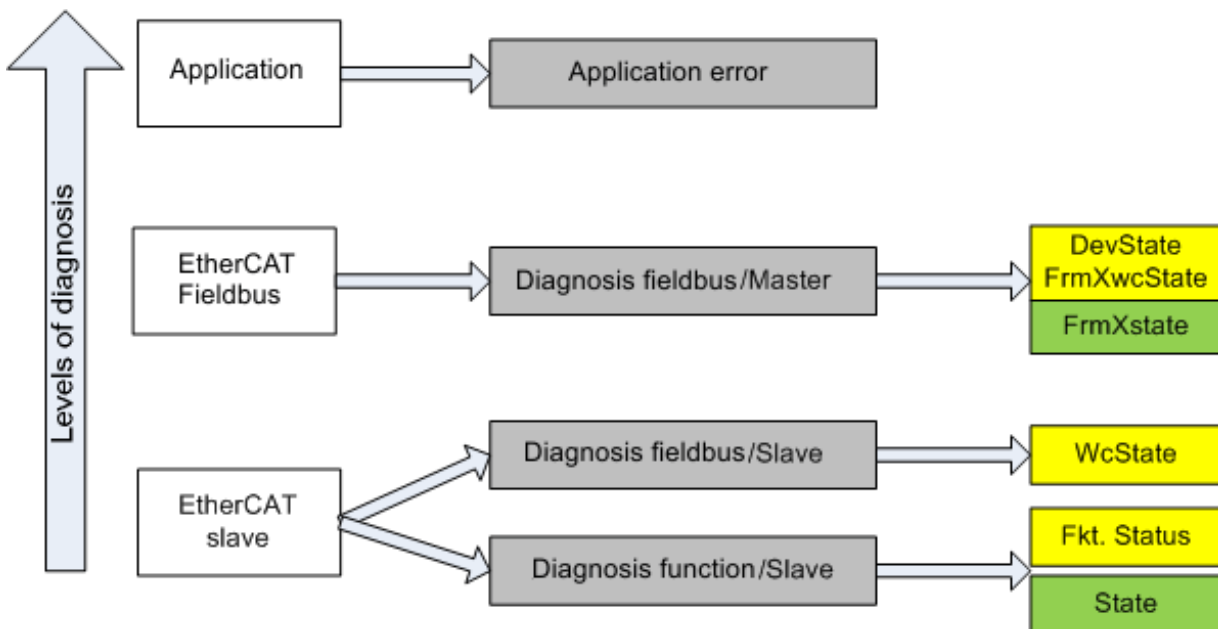 Levels of diagnosis
Application
Application error
EtherCAT
Fieldbus
Diagnosis fieldbus/Master
DevState
FrmXwcState
FrmXstate
EtherCAT
slave
Diagnosis fieldbus/Slave
WcState
Diagnosis function/Slave
Fkt. Status
State